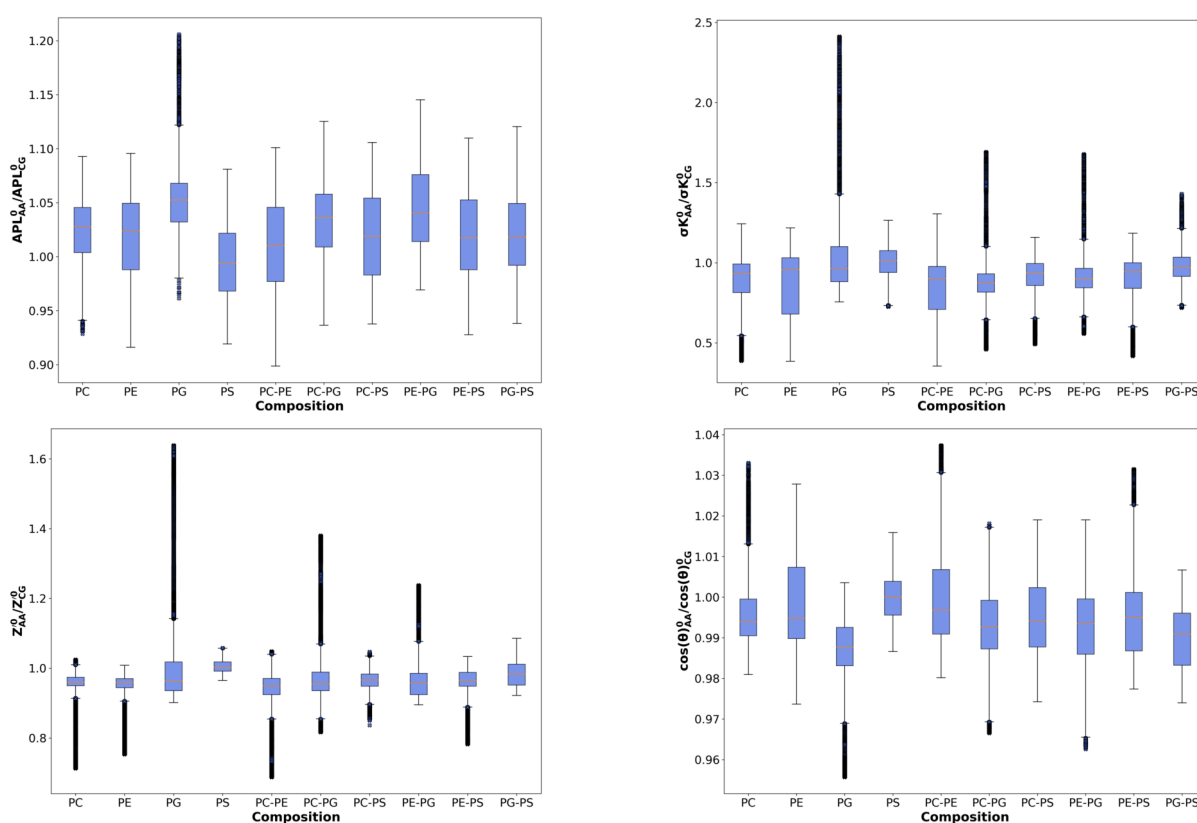 APL⁰AA/APL⁰CG
1.20
1.15
1.10
1.05
1.00
0.95
0.90
PC PE PG PS PC-PE PC-PG PC-PS PE-PG PE-PS PG-PS
Composition
σK⁰AA/σK⁰CG
2.5
2.0
1.5
1.0
0.5
PC PE PG PS PC-PE PC-PG PC-PS PE-PG PE-PS PG-PS
Composition
Z'⁰AA/Z'⁰CG
1.6
1.4
1.2
1.0
0.8
PC PE PG PS PC-PE PC-PG PC-PS PE-PG PE-PS PG-PS
Composition
cos(θ)⁰AA/cos(θ)⁰CG
1.04
1.03
1.02
1.01
1.00
0.99
0.98
0.97
0.96
PC PE PG PS PC-PE PC-PG PC-PS PE-PG PE-PS PG-PS
Composition